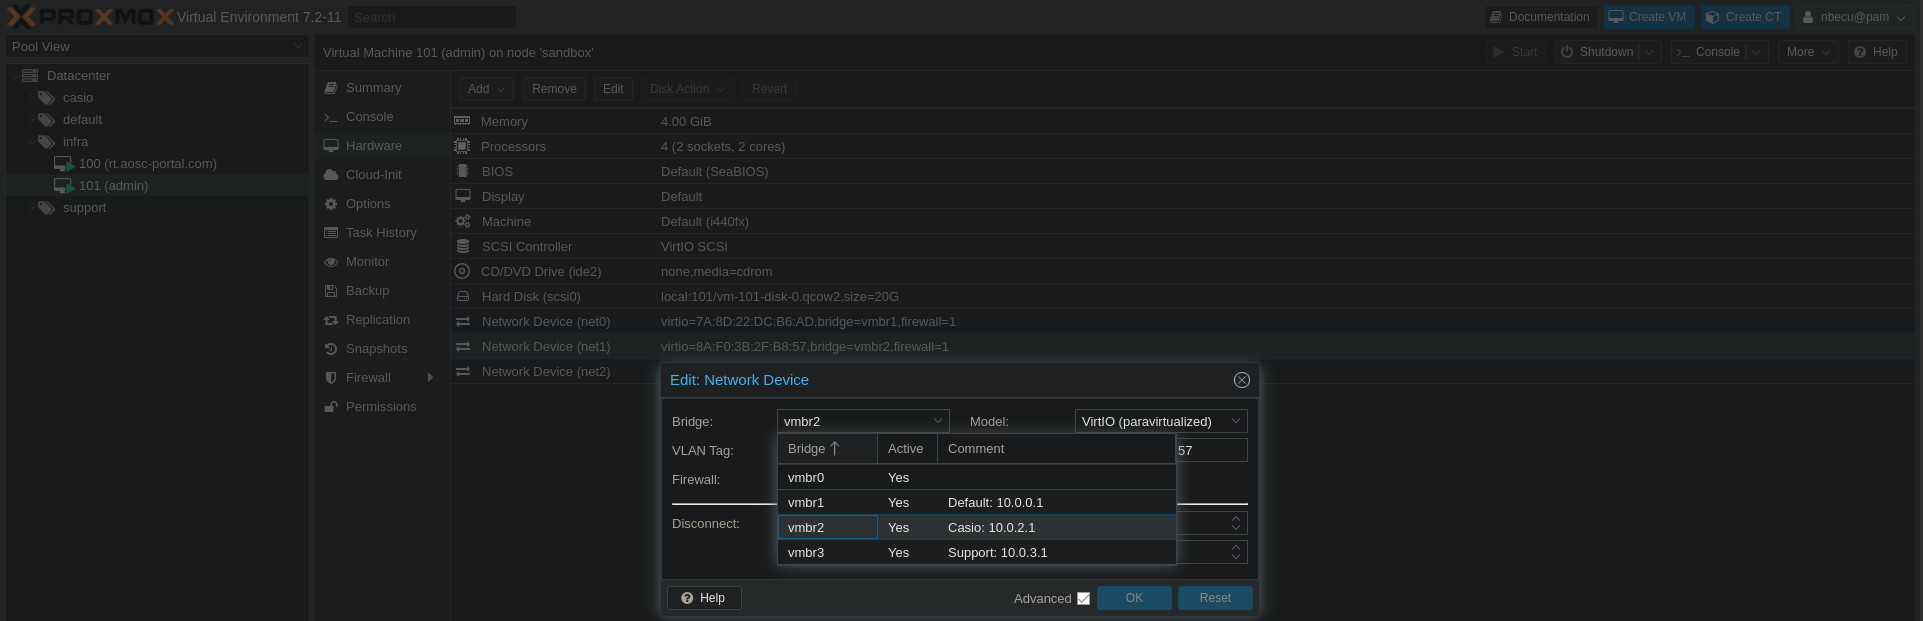 PROXMOX Virtual Environment 7.2-11 Search Documentation Create VM Create CT nbecu@pam
Pool View
Virtual Machine 101 (admin) on node 'sandbox' Start Shutdown Console More Help
Datacenter
casio
default
infra
100 (rt.aosc-portal.com)
101 (admin)
support
Summary
Console
Hardware
Cloud-Init
Options
Task History
Monitor
Backup
Replication
Snapshots
Firewall
Permissions
Add Remove Edit Disk Action Revert
Memory 4.00 GiB
Processors 4 (2 sockets, 2 cores)
BIOS Default (SeaBIOS)
Display Default
Machine Default (i440fx)
SCSI Controller VirtIO SCSI
CD/DVD Drive (ide2) none,media=cdrom
Hard Disk (scsi0) local:101/vm-101-disk-0.qcow2,size=20G
Network Device (net0) virtio=7A:8D:22:DC:B6:AD,bridge=vmbr1,firewall=1
Network Device (net1) virtio=8A:F0:3B:2F:B8:57,bridge=vmbr2,firewall=1
Network Device (net2)
Edit: Network Device
Bridge: vmbr2 Model: VirtIO (paravirtualized)
VLAN Tag: 57
Firewall:
Disconnect:
Bridge Active Comment
vmbr0 Yes
vmbr1 Yes Default: 10.0.0.1
vmbr2 Yes Casio: 10.0.2.1
vmbr3 Yes Support: 10.0.3.1
Help Advanced OK Reset